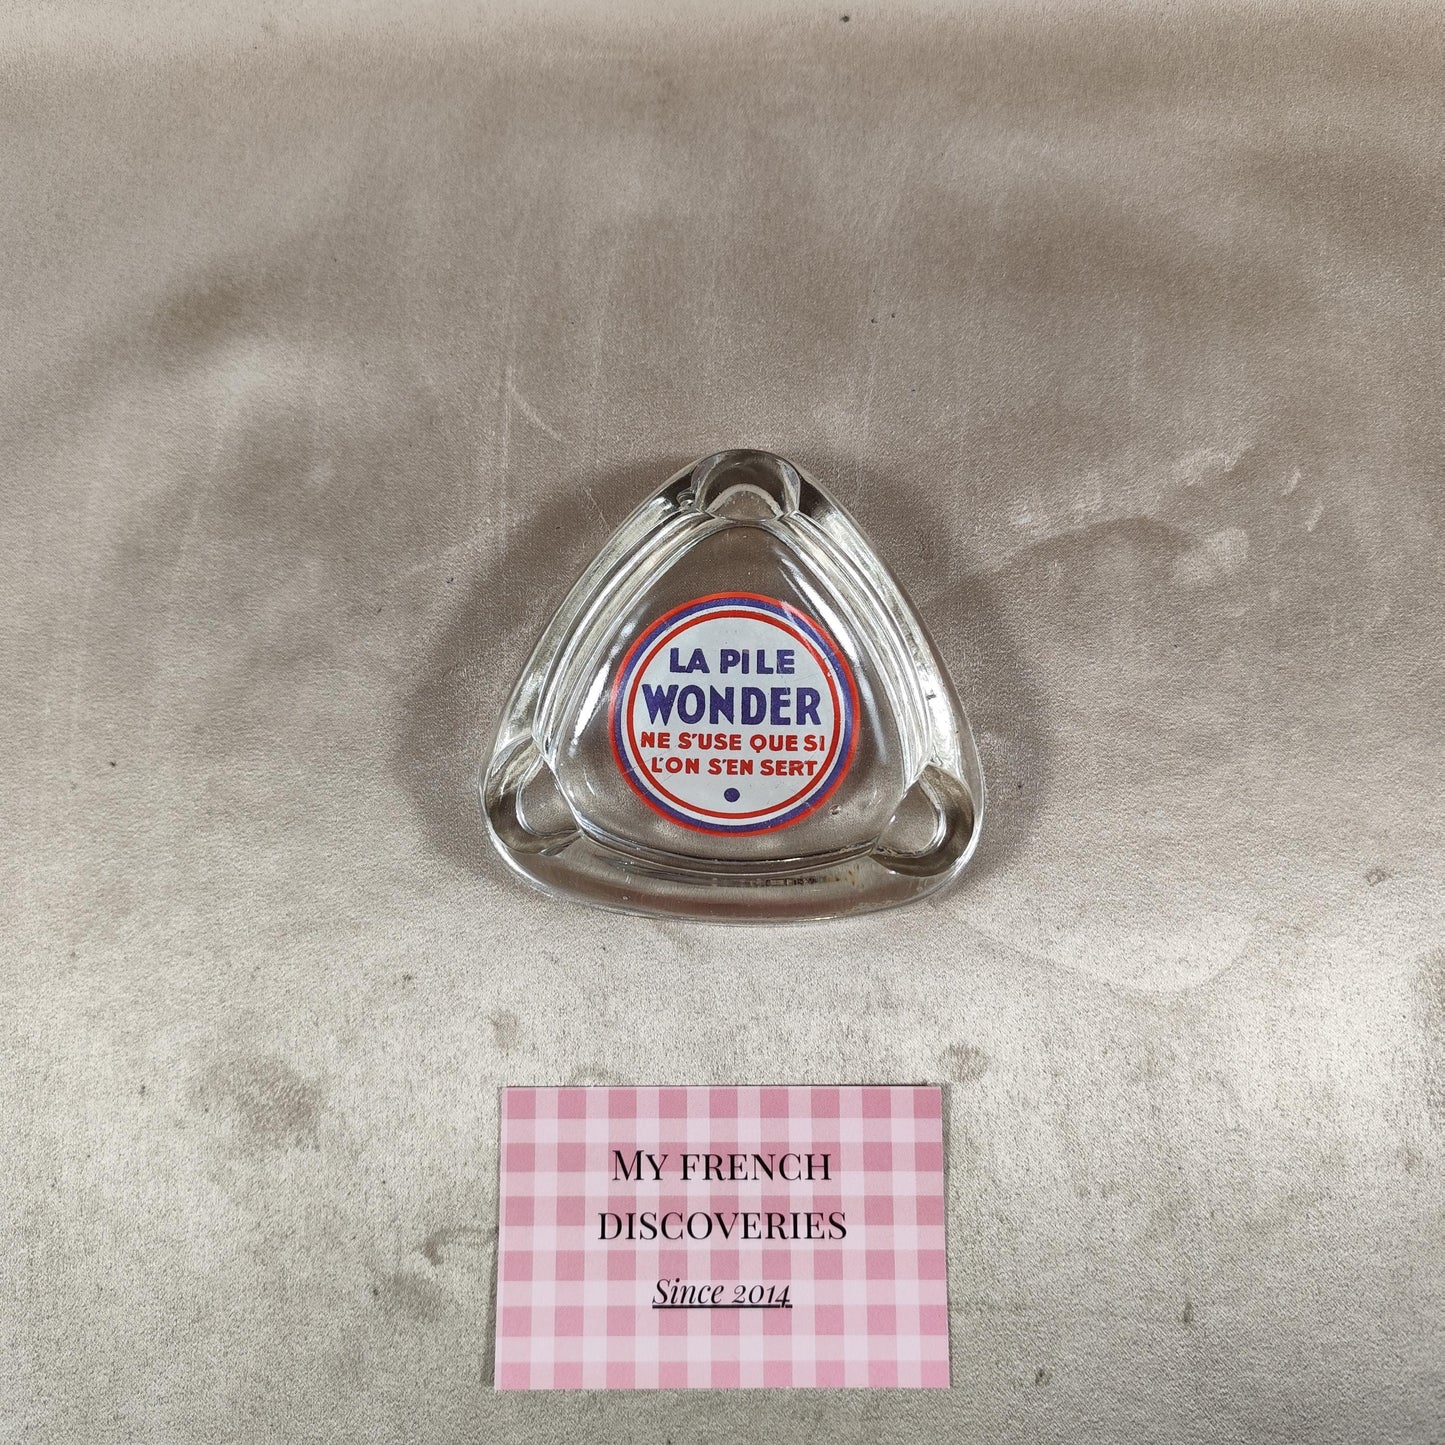 LA PILE
WONDER
NE S'USE QUE SI
L'ON S'EN SERT
My french
discoveries
Since 2014